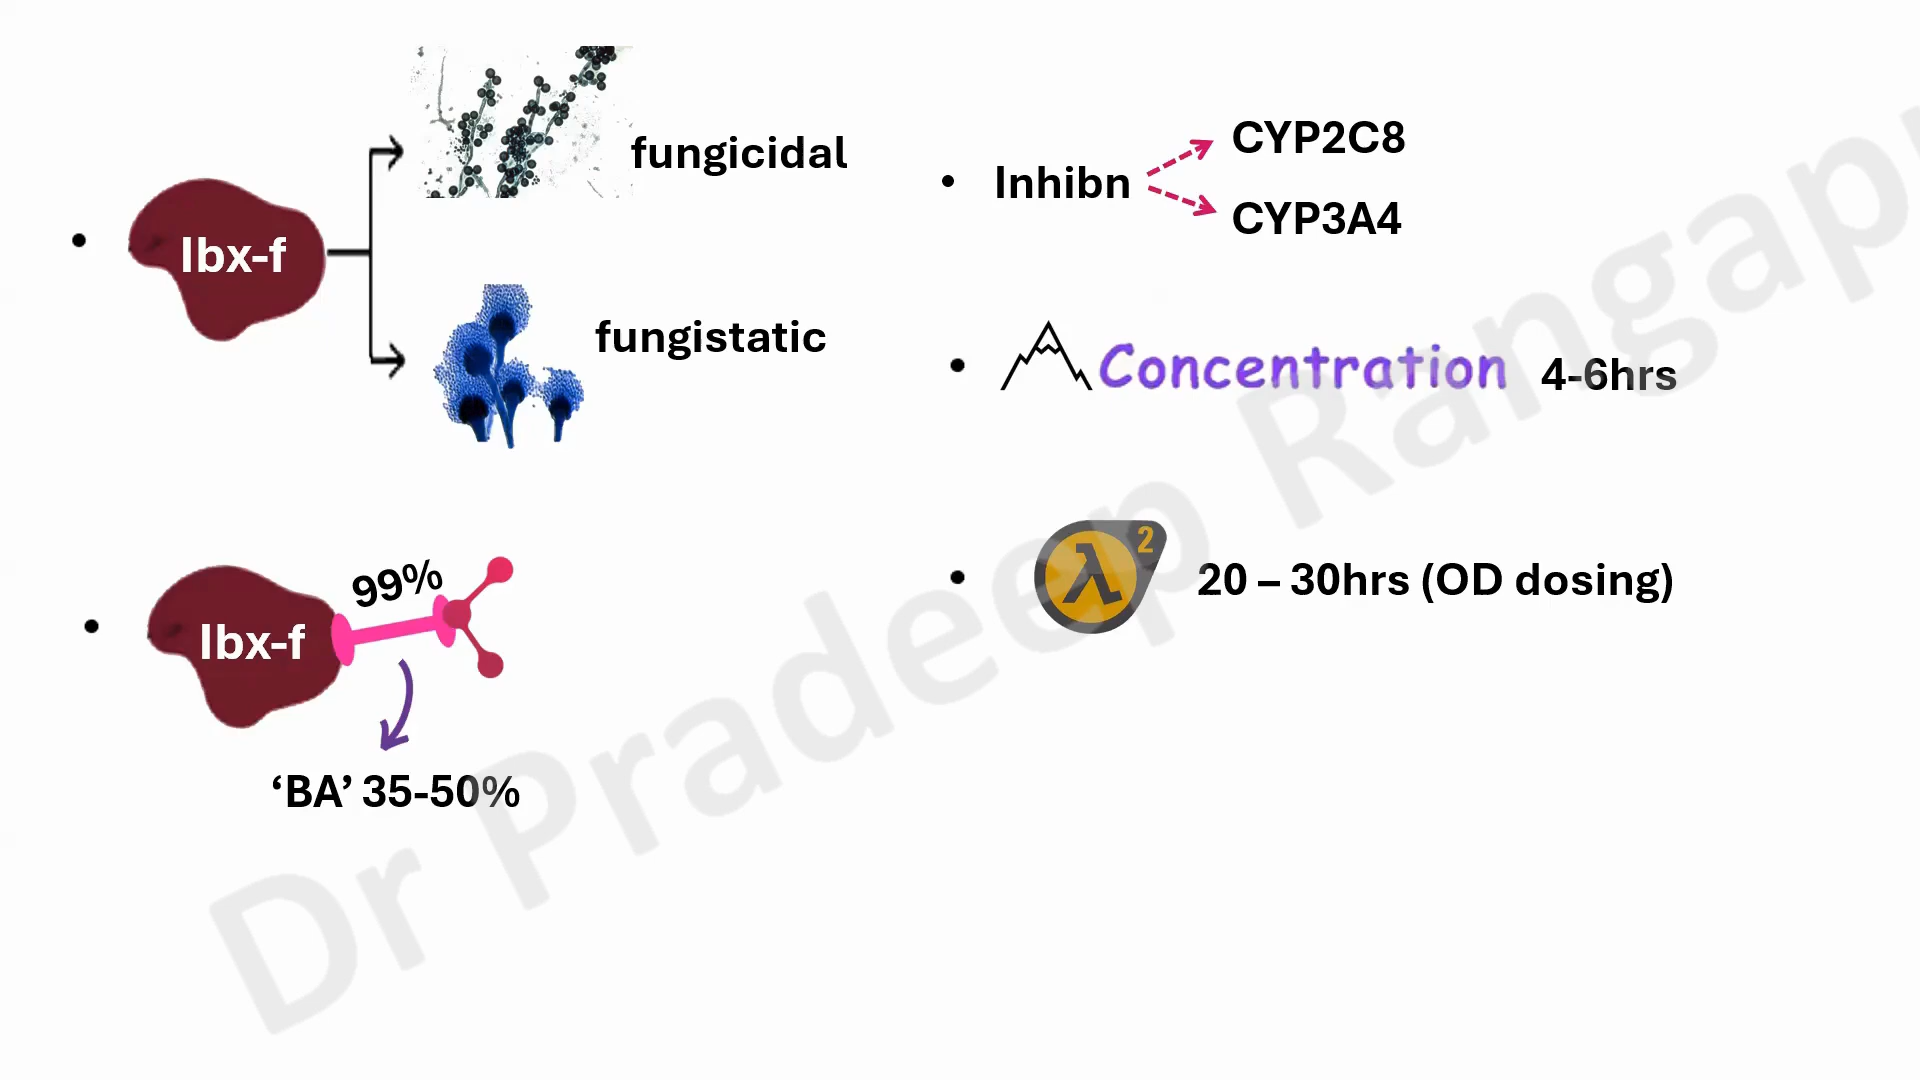 Ibx-f
fungicidal
fungistatic
Ibx-f
99%
‘BA’ 35-50%
• Inhibn
CYP2C8
CYP3A4
• Concentration 4-6hrs
• λ2 20 – 30hrs (OD dosing)
Dr Pradeep Rangap